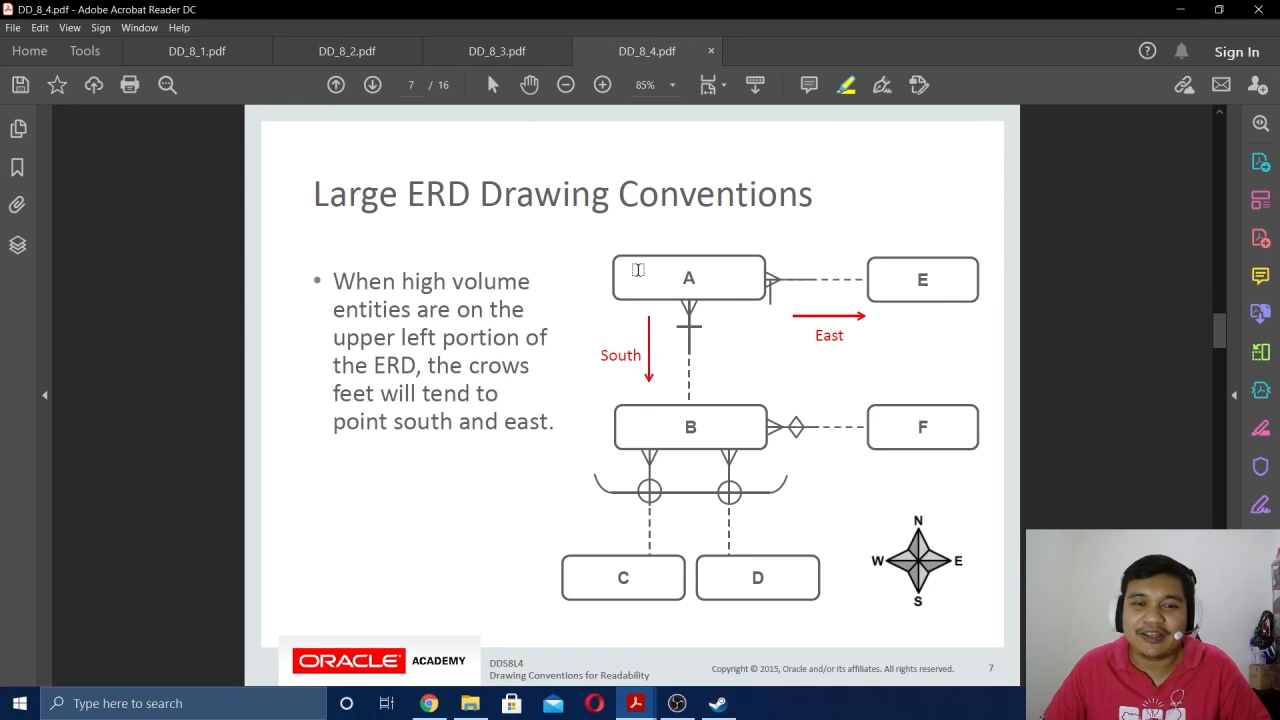 DD_8_4.pdf - Adobe Acrobat Reader DC
File Edit View Sign Window Help
Home Tools DD_8_1.pdf DD_8_2.pdf DD_8_3.pdf DD_8_4.pdf × Sign In
7 / 16 85%
Large ERD Drawing Conventions
• When high volume
entities are on the
upper left portion of
the ERD, the crows
feet will tend to
point south and east.
A
E
East
South
B
F
C
D
N
W E
S
ORACLE ACADEMY
DDS8L4
Drawing Conventions for Readability
Copyright © 2015, Oracle and/or its affiliates. All rights reserved.
7
Type here to search